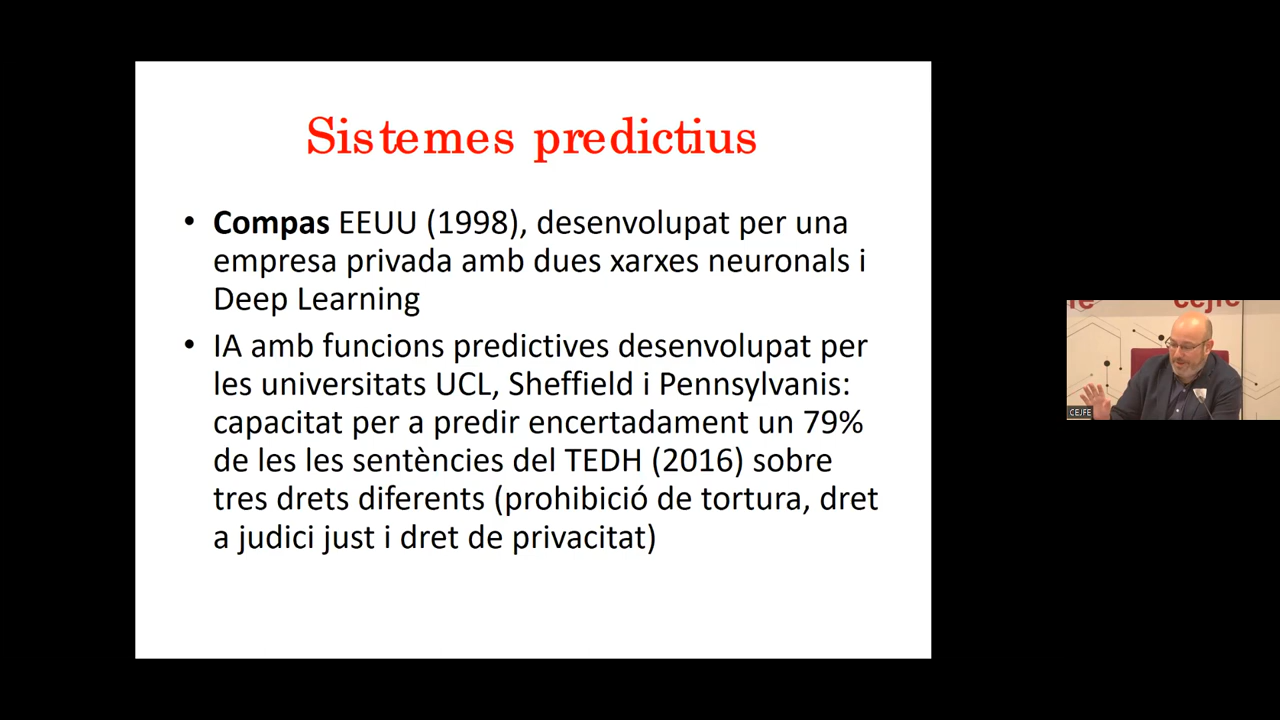 Sistemes predictius
• Compas EEUU (1998), desenvolupat per una
empresa privada amb dues xarxes neuronals i
Deep Learning
• IA amb funcions predictives desenvolupat per
les universitats UCL, Sheffield i Pennsylvanis:
capacitat per a predir encertadament un 79%
de les les sentències del TEDH (2016) sobre
tres drets diferents (prohibició de tortura, dret
a judici just i dret de privacitat)
cejfe
CEJFE